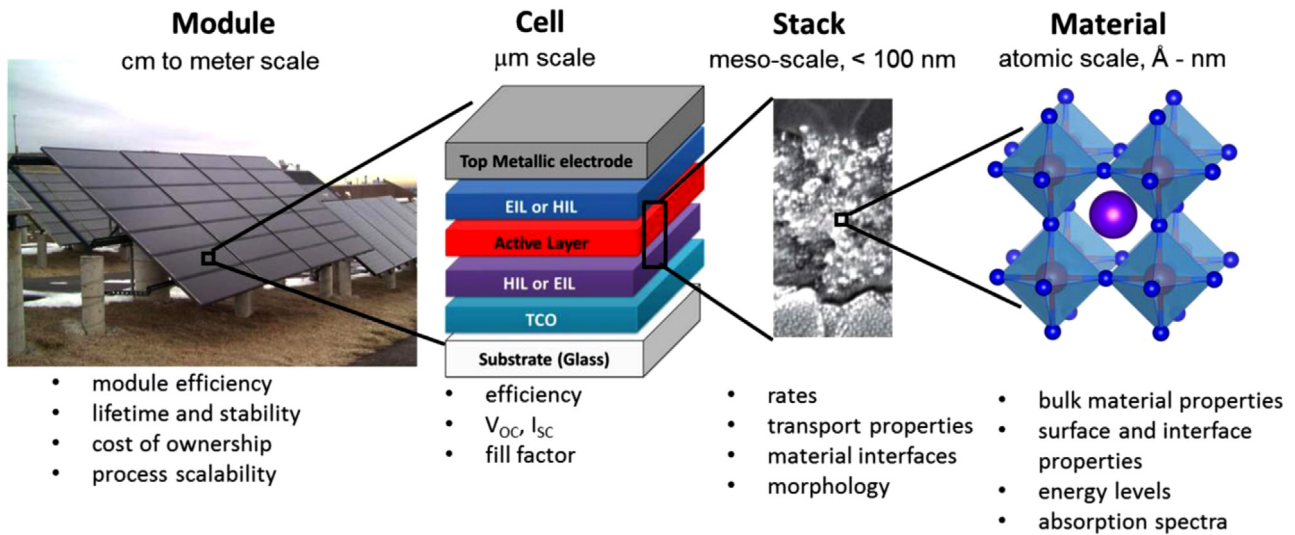 Module
cm to meter scale
• module efficiency
• lifetime and stability
• cost of ownership
• process scalability
Cell
μm scale
Top Metallic electrode
EIL or HIL
Active Layer
HIL or EIL
TCO
Substrate (Glass)
• efficiency
• VOC, ISC
• fill factor
Stack
meso-scale, < 100 nm
• rates
• transport properties
• material interfaces
• morphology
Material
atomic scale, Å - nm
• bulk material properties
• surface and interface
properties
• energy levels
• absorption spectra